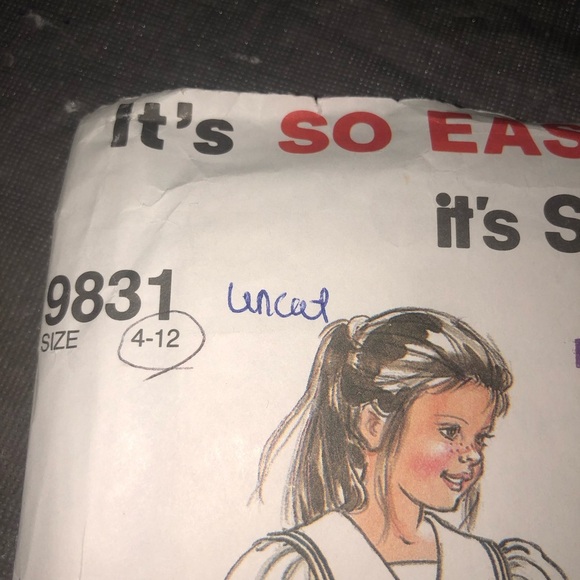 it's SO EAS
it's S
9831 uncut
SIZE 4-12